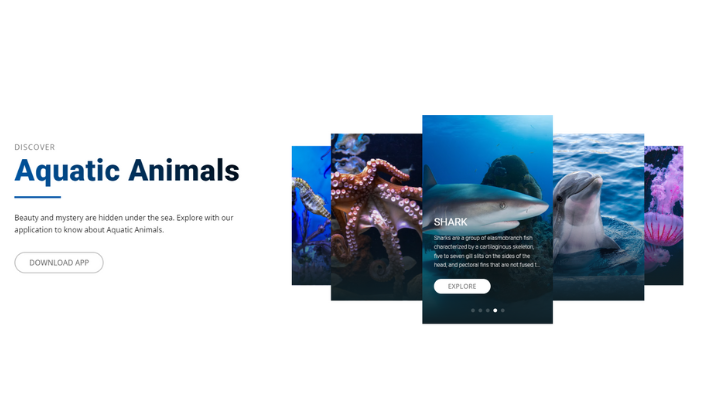 DISCOVER
Aquatic Animals
Beauty and mystery are hidden under the sea. Explore with our
application to know about Aquatic Animals.
DOWNLOAD APP
SHARK
Sharks are a group of elasmobranch fish
characterized by a cartilaginous skeleton,
five to seven gill slits on the sides of the
head, and pectoral fins that are not fused t...
EXPLORE